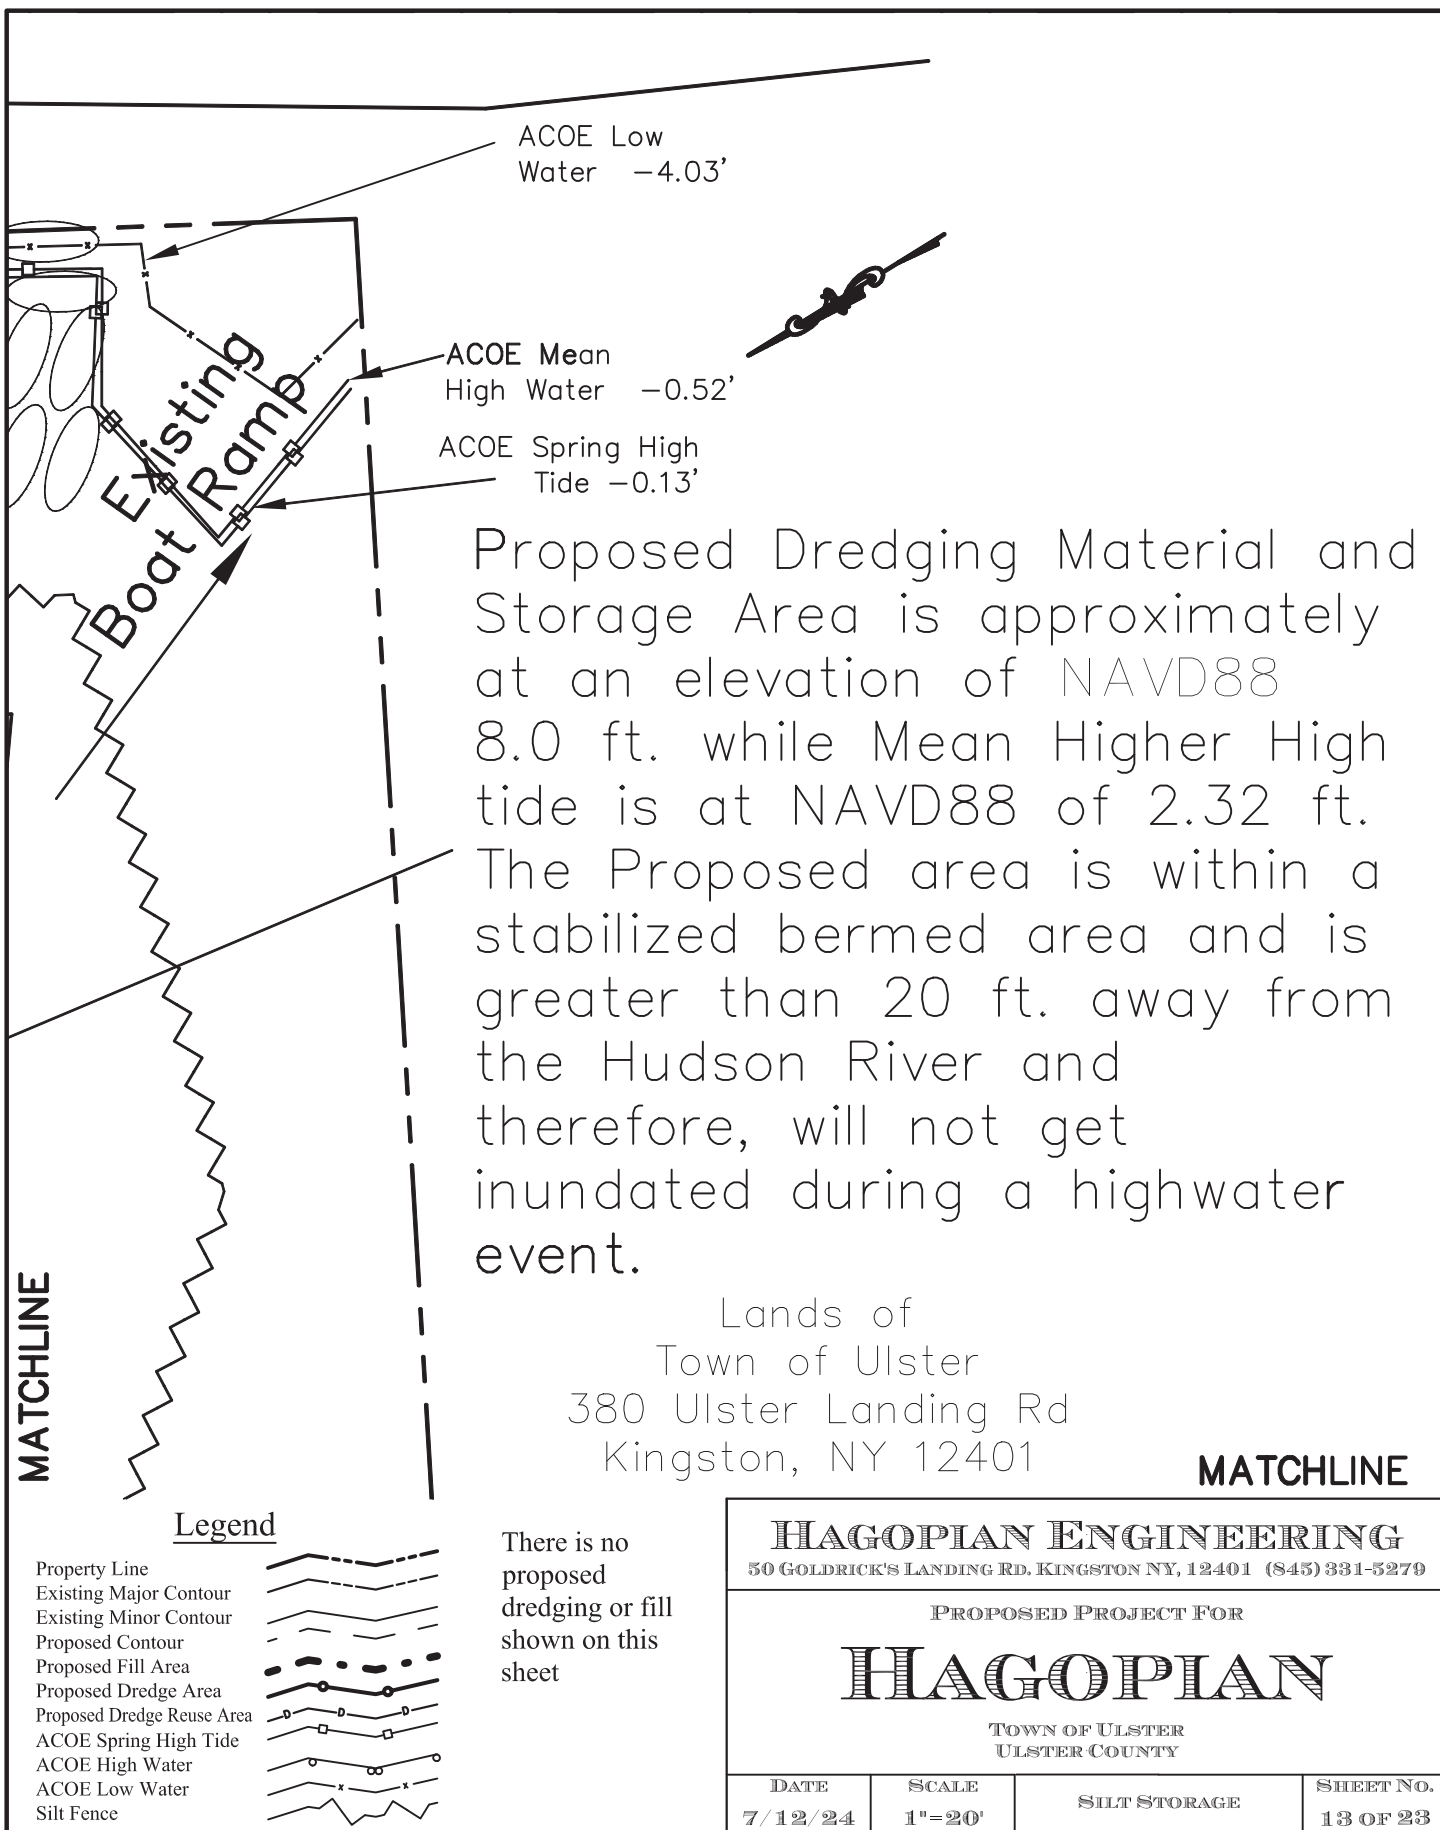 ACOE Low
Water −4.03'
ACOE Mean
High Water −0.52'
ACOE Spring High
Tide −0.13'
Existing
Boat Ramp
Proposed Dredging Material and
Storage Area is approximately
at an elevation of NAVD88
8.0 ft. while Mean Higher High
tide is at NAVD88 of 2.32 ft.
The Proposed area is within a
stabilized bermed area and is
greater than 20 ft. away from
the Hudson River and
therefore, will not get
inundated during a highwater
event.
Lands of
Town of Ulster
380 Ulster Landing Rd
Kingston, NY 12401
MATCHLINE
MATCHLINE
Legend
Property Line
Existing Major Contour
Existing Minor Contour
Proposed Contour
Proposed Fill Area
Proposed Dredge Area
Proposed Dredge Reuse Area
D D D
ACOE Spring High Tide
ACOE High Water
ACOE Low Water
x x
Silt Fence
There is no
proposed
dredging or fill
shown on this
sheet
HAGOPIAN ENGINEERING
50 GOLDRICK'S LANDING RD. KINGSTON NY, 12401 (845) 331-5279
PROPOSED PROJECT FOR
HAGOPIAN
TOWN OF ULSTER
ULSTER COUNTY
DATE
7/12/24
SCALE
1"=20'
SILT STORAGE
SHEET NO.
13 OF 23